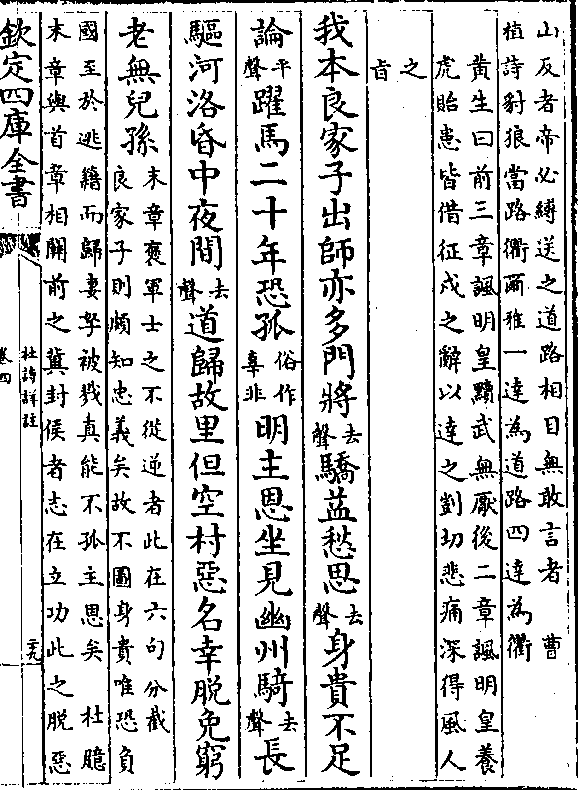 山反者帝必縛送之道路相目無敢言者　曹
植詩豺狼當路衢爾雅一達為道路四達為衢
黄生曰前三章諷明皇黷武無厭後二章諷明皇養
虎貽患皆借征戍之辭以達之剴切悲痛深得風人
之
㫖
我本良家子出師亦多門將去聲驕益愁思去聲身貴不足
論平聲躍馬二十年恐孤俗作辜非明主恩坐見幽州騎去聲長
驅河洛昏中夜間去聲道歸故里但空村惡名幸脫免窮
老無兒孫末章褒軍士之不從逆者此在六句分截
良家子則頗知忠義矣故不圖身貴唯恐負
國至於逃籍而歸妻孥被戮真能不孤主恩矣　杜臆
末章與首章相關前之冀封侯者志在立功此之脫惡
欽定四庫全書
杜詩詳註
卷四